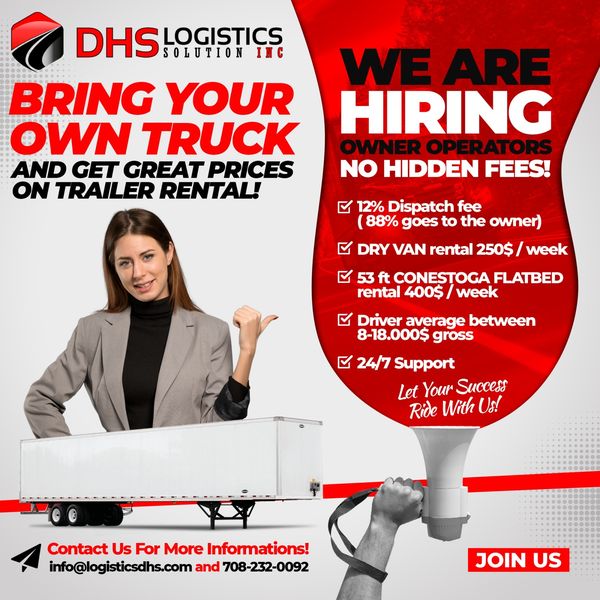 DHS LOGISTICS
SOLUTION INC
BRING YOUR
OWN TRUCK
AND GET GREAT PRICES
ON TRAILER RENTAL!
WE ARE
HIRING
OWNER OPERATORS
NO HIDDEN FEES!
12% Dispatch fee
( 88% goes to the owner)
DRY VAN rental 250$ / week
53 ft CONESTOGA FLATBED
rental 400$ / week
Driver average between
8-18.000$ gross
24/7 Support
Let Your Success
Ride With Us!
Contact Us For More Informations!
info@logisticsdhs.com and 708-232-0092
JOIN US